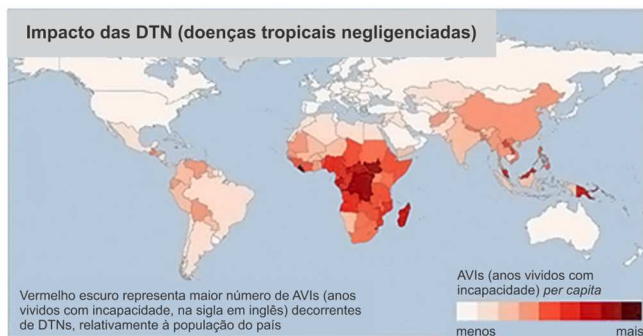 Impacto das DTN (doenças tropicais negligenciadas)
Vermelho escuro representa maior número de AVIs (anos
vividos com incapacidade, na sigla em inglês) decorrentes
de DTNs, relativamente à população do país
AVIs (anos vividos com
incapacidade) per capita
menos mais